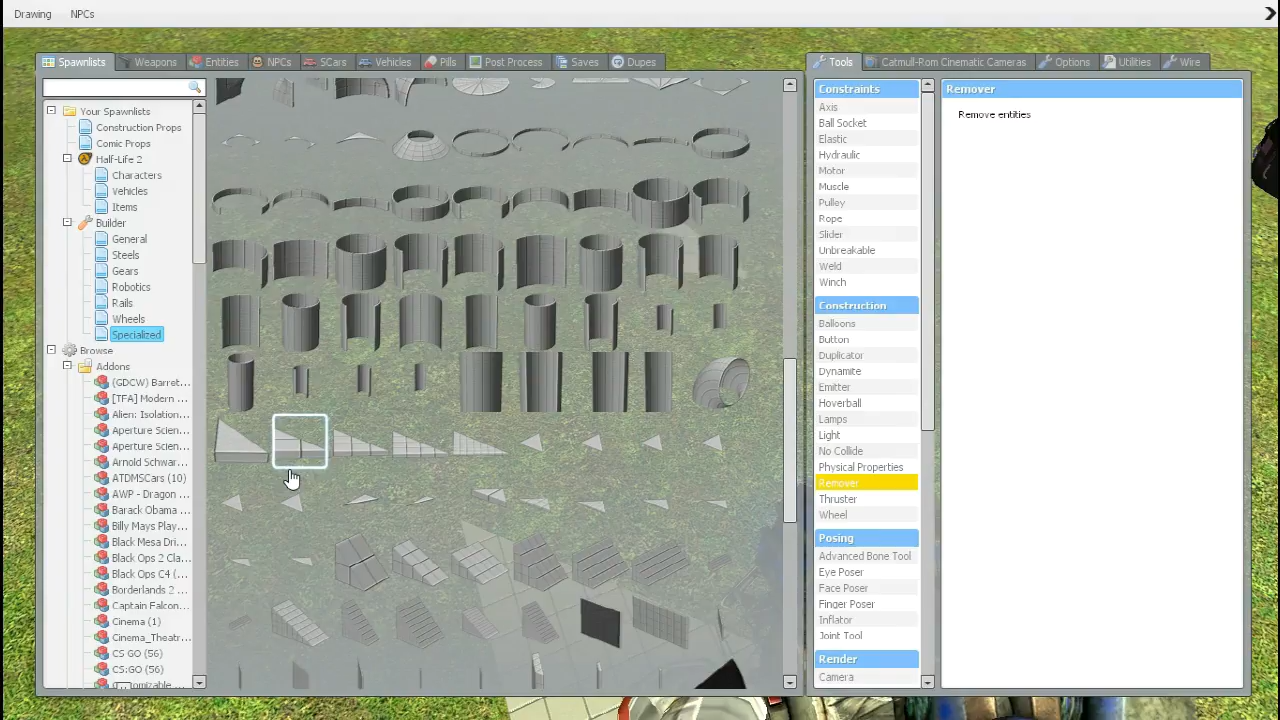 Drawing NPCs
Spawnlists Weapons Entities NPCs SCars Vehicles Pills Post Process Saves Dupes
Your Spawnlists
Construction Props
Comic Props
Half-Life 2
Characters
Vehicles
Items
Builder
General
Steels
Gears
Robotics
Rails
Wheels
Specialized
Browse
Addons
(GDCW) Barret...
[TFA] Modern ...
Alien: Isolation...
Aperture Scien...
Aperture Scien...
Arnold Schwar...
ATDMSCars (10)
AWP - Dragon ...
Barack Obama ...
Billy Mays Play...
Black Mesa Dri...
Black Ops 2 Cla...
Black Ops C4 (...
Borderlands 2 ...
Captain Falcon...
Cinema (1)
Cinema_Theatr...
CS GO (56)
CS:GO (56)
Tools Catmull-Rom Cinematic Cameras Options Utilities Wire
Constraints
Axis
Ball Socket
Elastic
Hydraulic
Motor
Muscle
Pulley
Rope
Slider
Unbreakable
Weld
Winch
Construction
Balloons
Button
Duplicator
Dynamite
Emitter
Hoverball
Lamps
Light
No Collide
Physical Properties
Remover
Thruster
Wheel
Posing
Advanced Bone Tool
Eye Poser
Face Poser
Finger Poser
Inflator
Joint Tool
Render
Camera
Remover
Remove entities